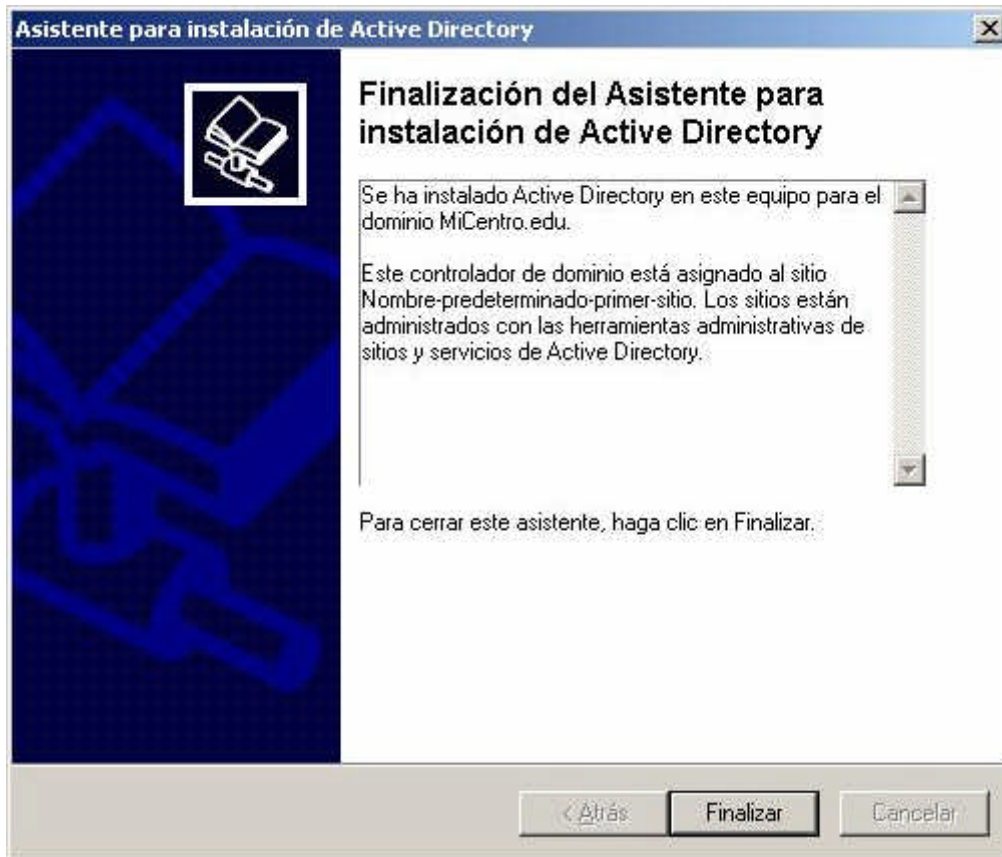 Asistente para instalación de Active Directory
Finalización del Asistente para
instalación de Active Directory
Se ha instalado Active Directory en este equipo para el
dominio MiCentro.edu.
Este controlador de dominio está asignado al sitio
Nombre-predeterminado-primer-sitio. Los sitios están
administrados con las herramientas administrativas de
sitios y servicios de Active Directory.
Para cerrar este asistente, haga clic en Finalizar.
< Atrás Finalizar Cancelar